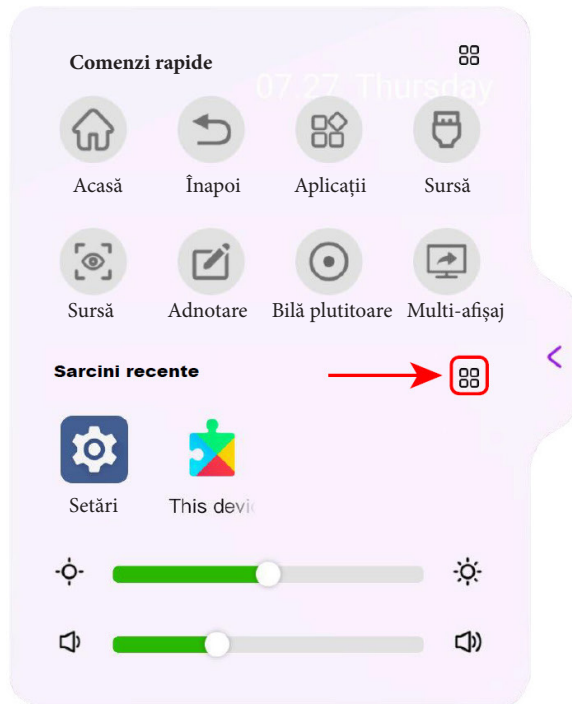 Comenzi rapide
07 27 Thursday
Acasă Înapoi Aplicații Sursă
Sursă Adnotare Bilă plutitoare Multi-afișaj
Sarcini recente
Setări This devi